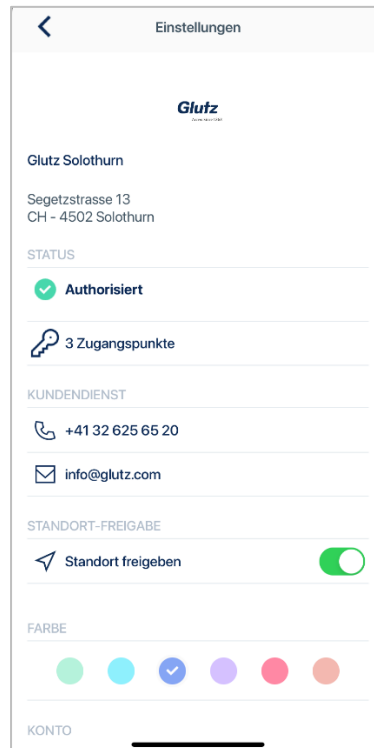 Einstellungen
Glutz
Glutz Solothurn
Segetzstrasse 13
CH - 4502 Solothurn
STATUS
Authorisiert
3 Zugangspunkte
KUNDENDIENST
+41 32 625 65 20
info@glutz.com
STANDORT-FREIGABE
Standort freigeben
FARBE
KONTO